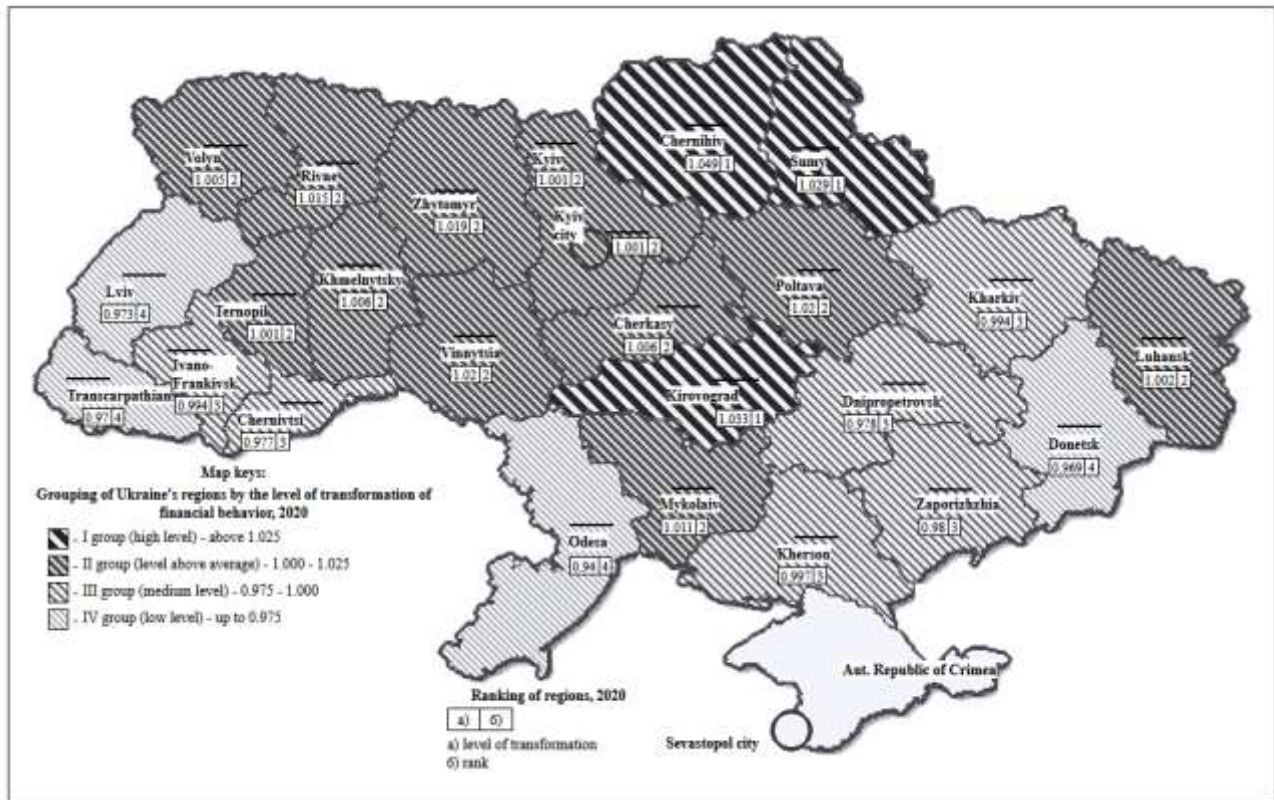 Chernihiv
1.049 1
Sumy
1.029 1
Volyn
1.005 2
Rivne
1.015 2
Kyiv
1.001 2
Zhytomyr
1.019 2
Kyiv
city
1.001 2
Lviv
0.973 4
Ternopil
1.001 2
Khmelnytsky
1.006 2
Vinnytsia
1.02 2
Cherkasy
1.006 2
Poltava
1.02 2
Kharkiv
0.994 3
Luhansk
1.002 2
Transcarpathian
0.97 4
Ivano-
Frankivsk
0.994 3
Chernivtsi
0.977 3
Kirovograd
1.033 1
Dnipropetrovsk
0.978 3
Donetsk
0.969 4
Mykolaiv
1.011 2
Zaporizhzhia
0.98 3
Odesa
0.94 4
Kherson
0.997 3
Aut. Republic of Crimea
Sevastopol city
Map keys:
Grouping of Ukraine's regions by the level of transformation of
financial behavior, 2020
- I group (high level) - above 1.025
- II group (level above average) - 1.000 - 1.025
- III group (medium level) - 0.975 - 1.000
- IV group (low level) - up to 0.975
Ranking of regions, 2020
а) б)
а) level of transformation
б) rank